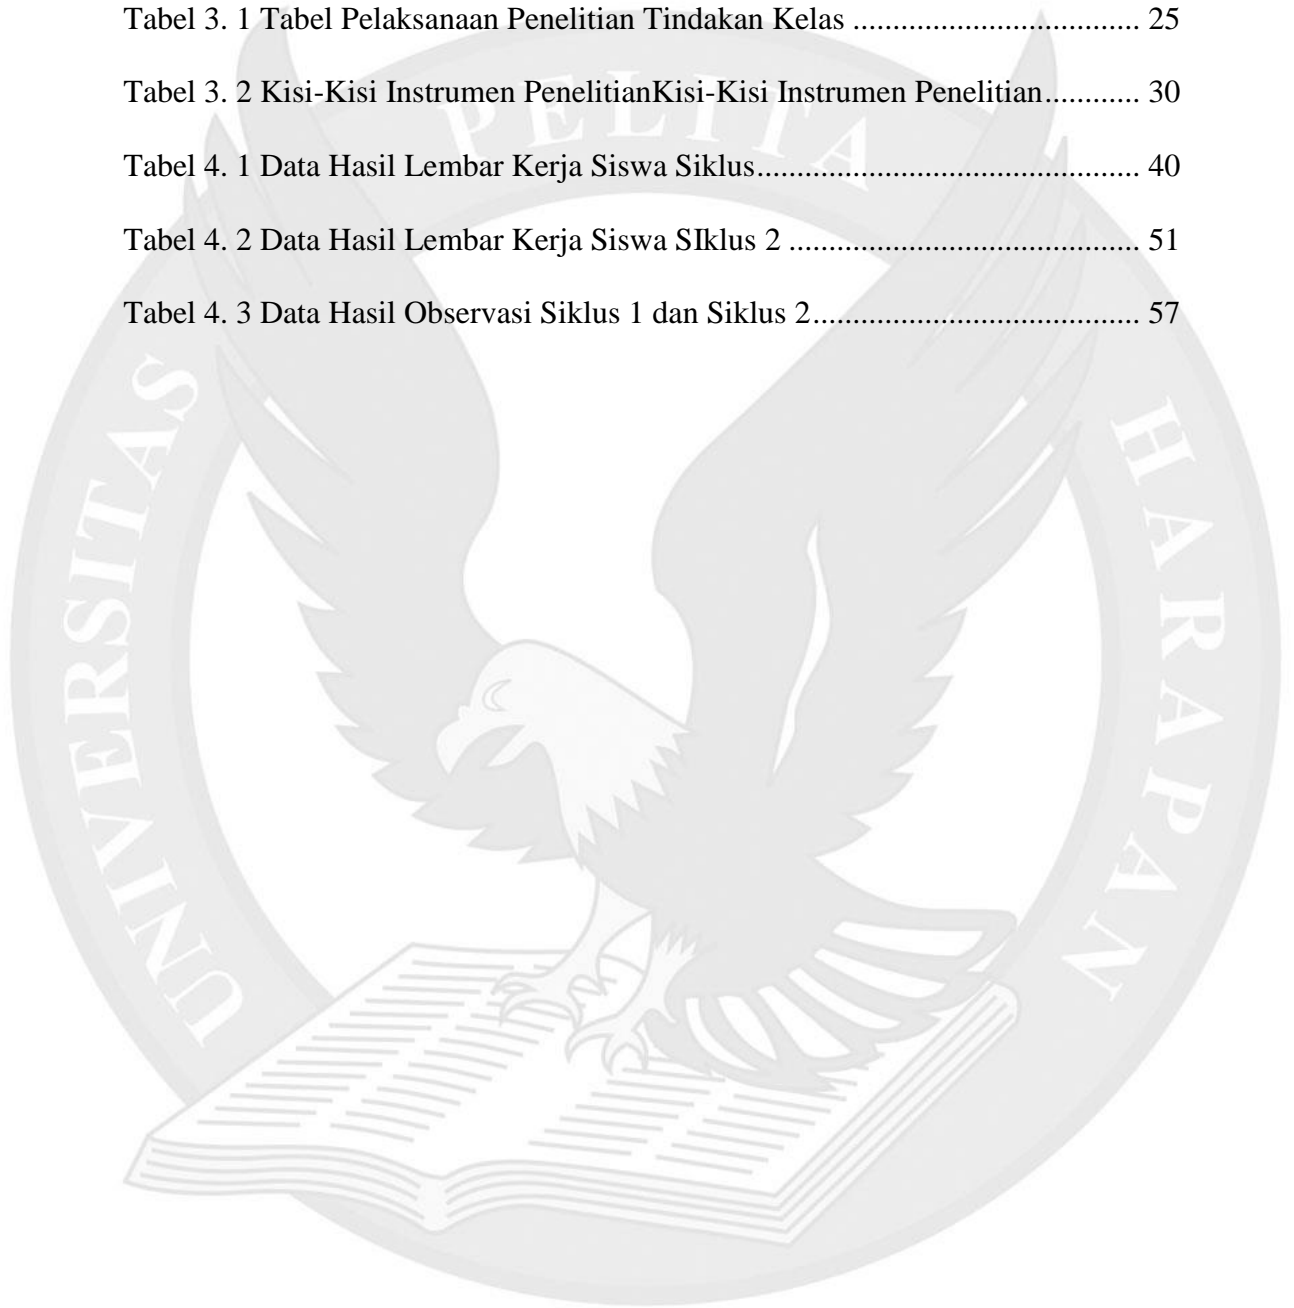 Tabel 3. 1 Tabel Pelaksanaan Penelitian Tindakan Kelas .................................. 25
Tabel 3. 2 Kisi-Kisi Instrumen PenelitianKisi-Kisi Instrumen Penelitian............ 30
Tabel 4. 1 Data Hasil Lembar Kerja Siswa Siklus.............................................. 40
Tabel 4. 2 Data Hasil Lembar Kerja Siswa SIklus 2 .......................................... 51
Tabel 4. 3 Data Hasil Observasi Siklus 1 dan Siklus 2....................................... 57
UNIVERSITAS PELITA HARAPAN